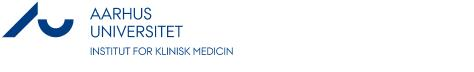 AARHUS
UNIVERSITET
INSTITUT FOR KLINISK MEDICIN